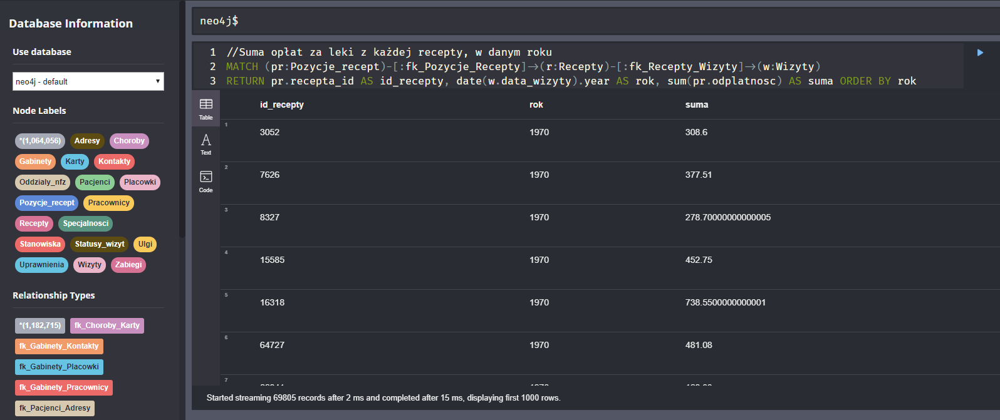 Database Information
Use database
neo4j - default
Node Labels
*(1,064,056) Adresy Choroby
Gabinety Karty Kontakty
Oddzialy_nfz Pacjenci Placowki
Pozycje_recept Pracownicy
Recepty Specjalnosci
Stanowiska Statusy_wizyt Ulgi
Uprawnienia Wizyty Zabiegi
Relationship Types
*(1,182,715) fk_Choroby_Karty
fk_Gabinety_Kontakty
fk_Gabinety_Placowki
fk_Gabinety_Pracownicy
fk_Pacjenci_Adresy
neo4j$
1 //Suma opłat za leki z każdej recepty, w danym roku
2 MATCH (pr:Pozycje_recept)-[:fk_Pozycje_Recepty]->(r:Recepty)-[:fk_Recepty_Wizyty]->(w:Wizyty)
3 RETURN pr.recepta_id AS id_recepty, date(w.data_wizyty).year AS rok, sum(pr.odplatnosc) AS suma ORDER BY rok
Table
Text
Code
id_recepty rok suma
1 3052 1970 308.6
2 7626 1970 377.51
3 8327 1970 278.70000000000005
4 15585 1970 452.75
5 16318 1970 738.5500000000001
6 64727 1970 481.08
7
Started streaming 69805 records after 2 ms and completed after 15 ms, displaying first 1000 rows.